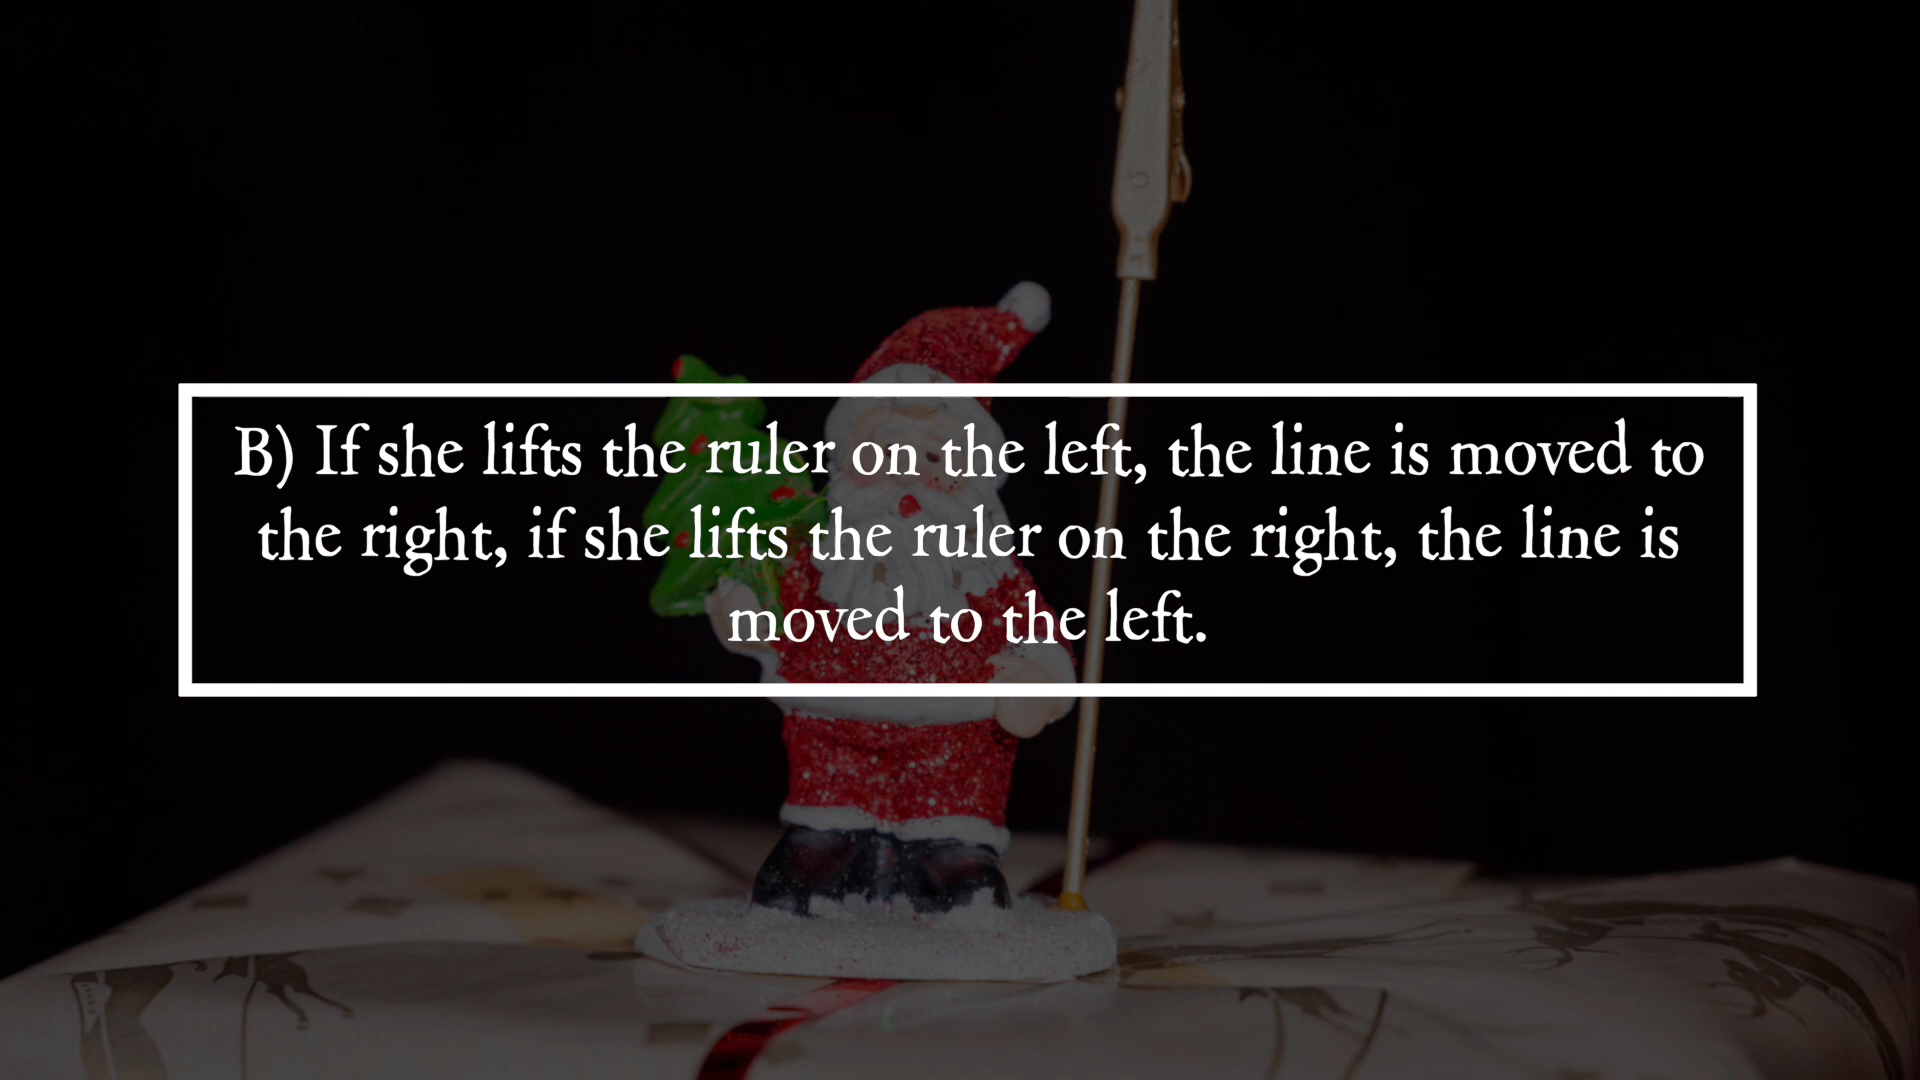 B) If she lifts the ruler on the left, the line is moved to
the right, if she lifts the ruler on the right, the line is
moved to the left.